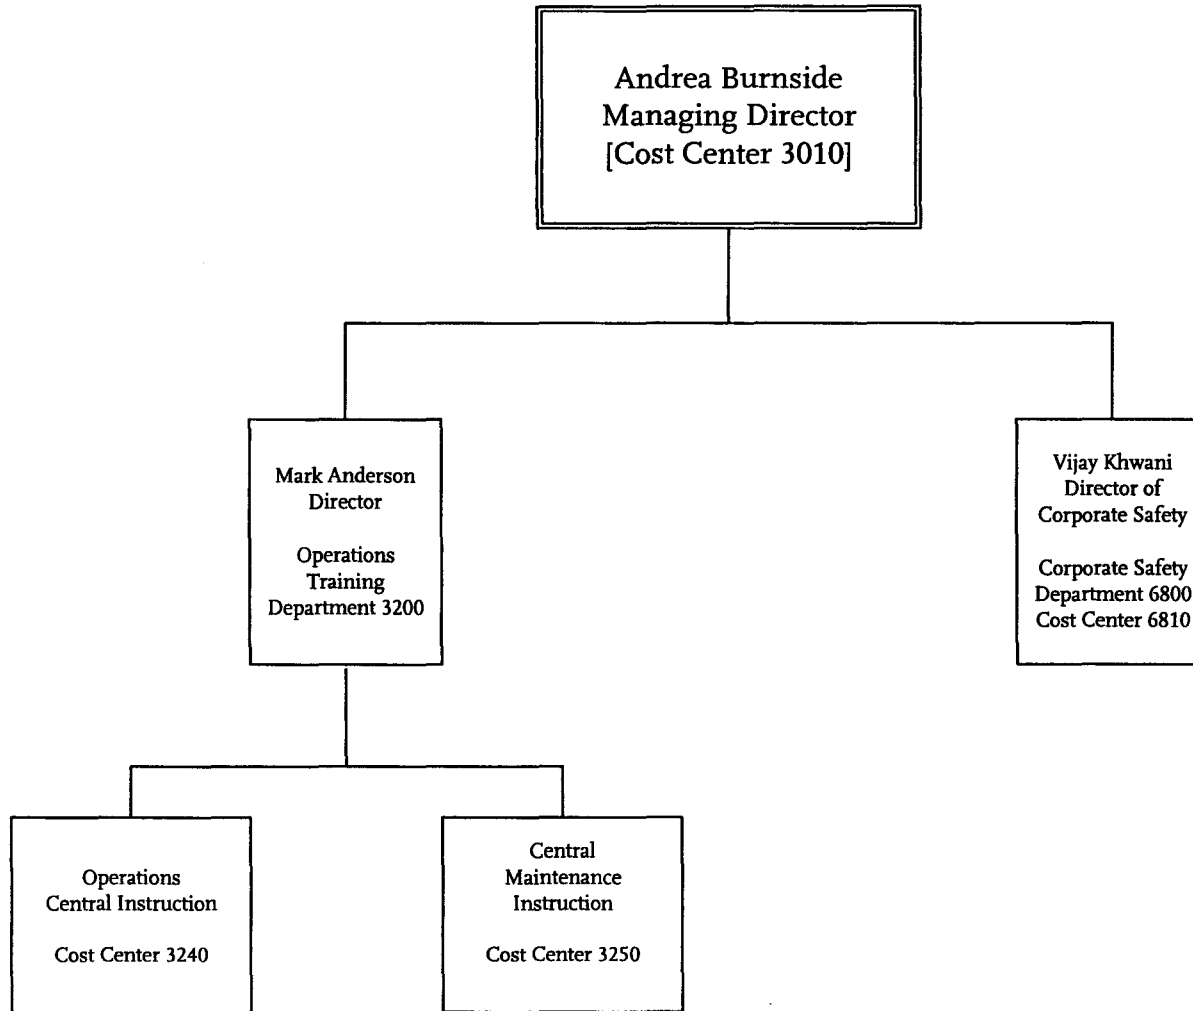 Andrea Burnside
Managing Director
[Cost Center 3010]
Mark Anderson
Director
Operations
Training
Department 3200
Vijay Khwani
Director of
Corporate Safety
Corporate Safety
Department 6800
Cost Center 6810
Operations
Central Instruction
Cost Center 3240
Central
Maintenance
Instruction
Cost Center 3250